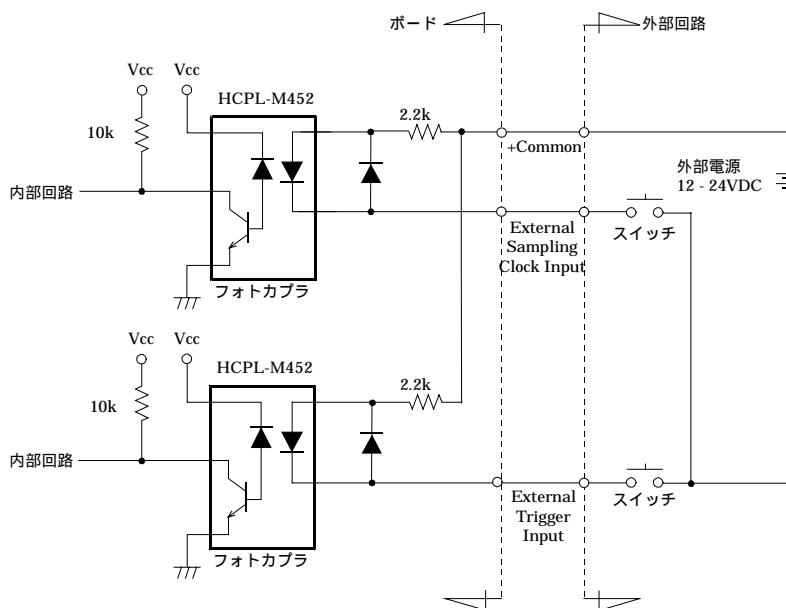 ボード
外部回路
Vcc
Vcc
HCPL-M452
2.2k
10k
+Common
外部電源
12 - 24VDC
内部回路
External
Sampling
Clock Input
スイッチ
フォトカプラ
Vcc
Vcc
HCPL-M452
2.2k
10k
内部回路
External
Trigger
Input
スイッチ
フォトカプラ